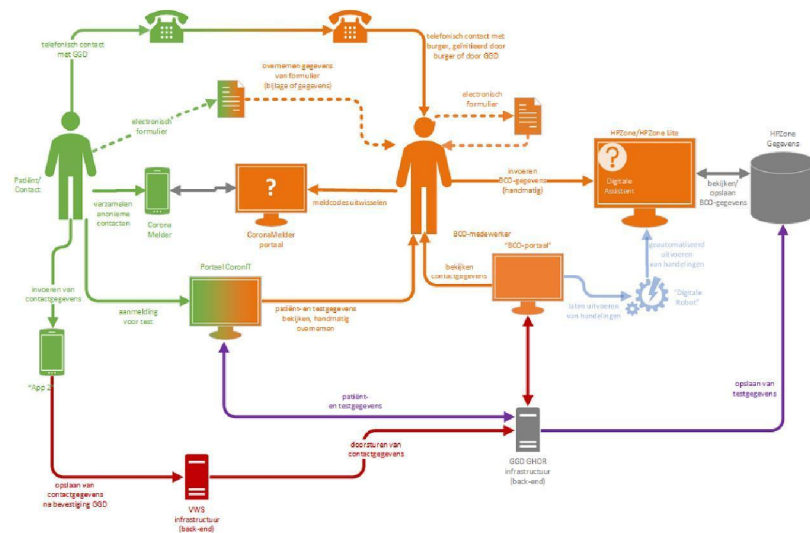 telefonisch contact
met GGD
telefonisch contact met
burger, geïnitieerd door
burger of door GGD
overnemen gegevens
van formulier
(bijlage of gegevens)
electronisch
formulier
electronisch
formulier
HPZone/HPZone Lite
HPZone
Gegevens
?
Digitale
Assistent
Patiënt/
Contact
verzamelen
anonieme
contacten
Corona
Melder
?
CoronaMelder
portaal
meldcodes uitwisselen
invoeren
BCO-gegevens
(handmatig)
bekijken/
opslaan
BCO-gegevens
BCO-medewerker
"BCO-portaal"
geautomatiseerd
uitvoeren
van handelingen
Portaal CoronIT
bekijken
contactgegevens
invoeren van
contactgegevens
aanmelding
voor test
patiënt- en testgegevens
bekijken, handmatig
overnemen
laten uitvoeren
van handelingen
"Digitale
Robot"
"App 2"
patiënt-
en testgegevens
opslaan van
testgegevens
doorsturen van
contactgegevens
GGD GHOR
infrastructuur
(back-end)
opslaan van
contactgegevens
na bevestiging GGD
VWS
infrastructuur
(back-end)